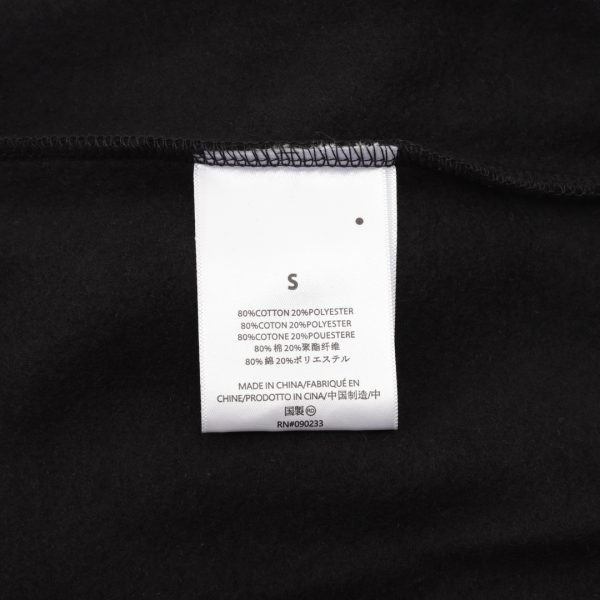 S
80%COTTON 20%POLYESTER
80%COTON 20%POLYESTER
80%COTONE 20%POUESTERE
80% 棉 20%聚酯纤维
80% 綿 20%ポリエステル
MADE IN CHINA/FABRIQUÉ EN
CHINE/PRODOTTO IN CINA/中国制造/中
国製
RN#090233